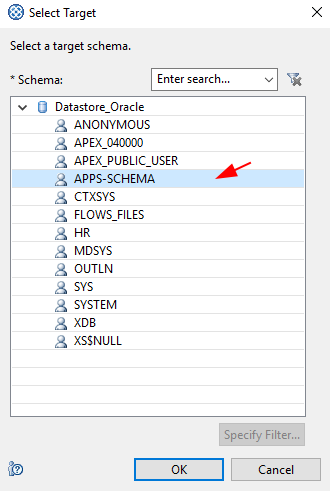 Select Target
Select a target schema.
* Schema: Enter search...
Datastore_Oracle
ANONYMOUS
APEX_040000
APEX_PUBLIC_USER
APPS-SCHEMA
CTXSYS
FLOWS_FILES
HR
MDSYS
OUTLN
SYS
SYSTEM
XDB
XS$NULL
Specify Filter...
OK Cancel